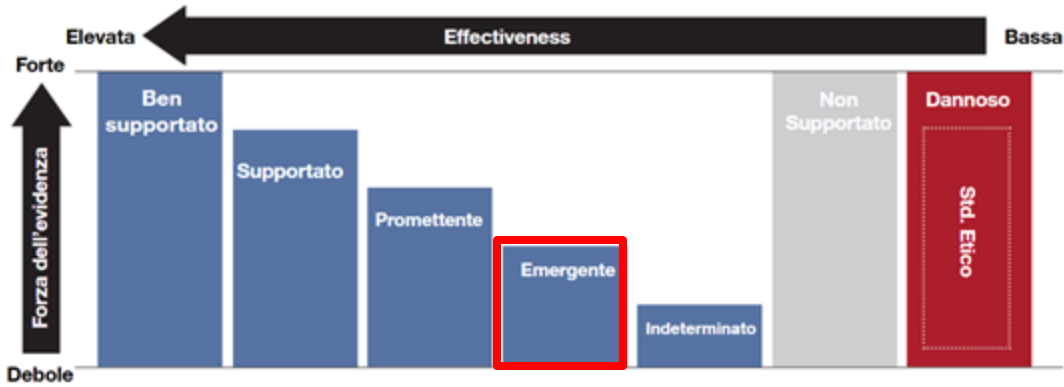 Elevata
Effectiveness
Bassa
Forte
Ben
supportato
Non
Supportato
Dannoso
Supportato
Promettente
Emergente
Indeterminato
Std. Etico
Forza dell'evidenza
Debole